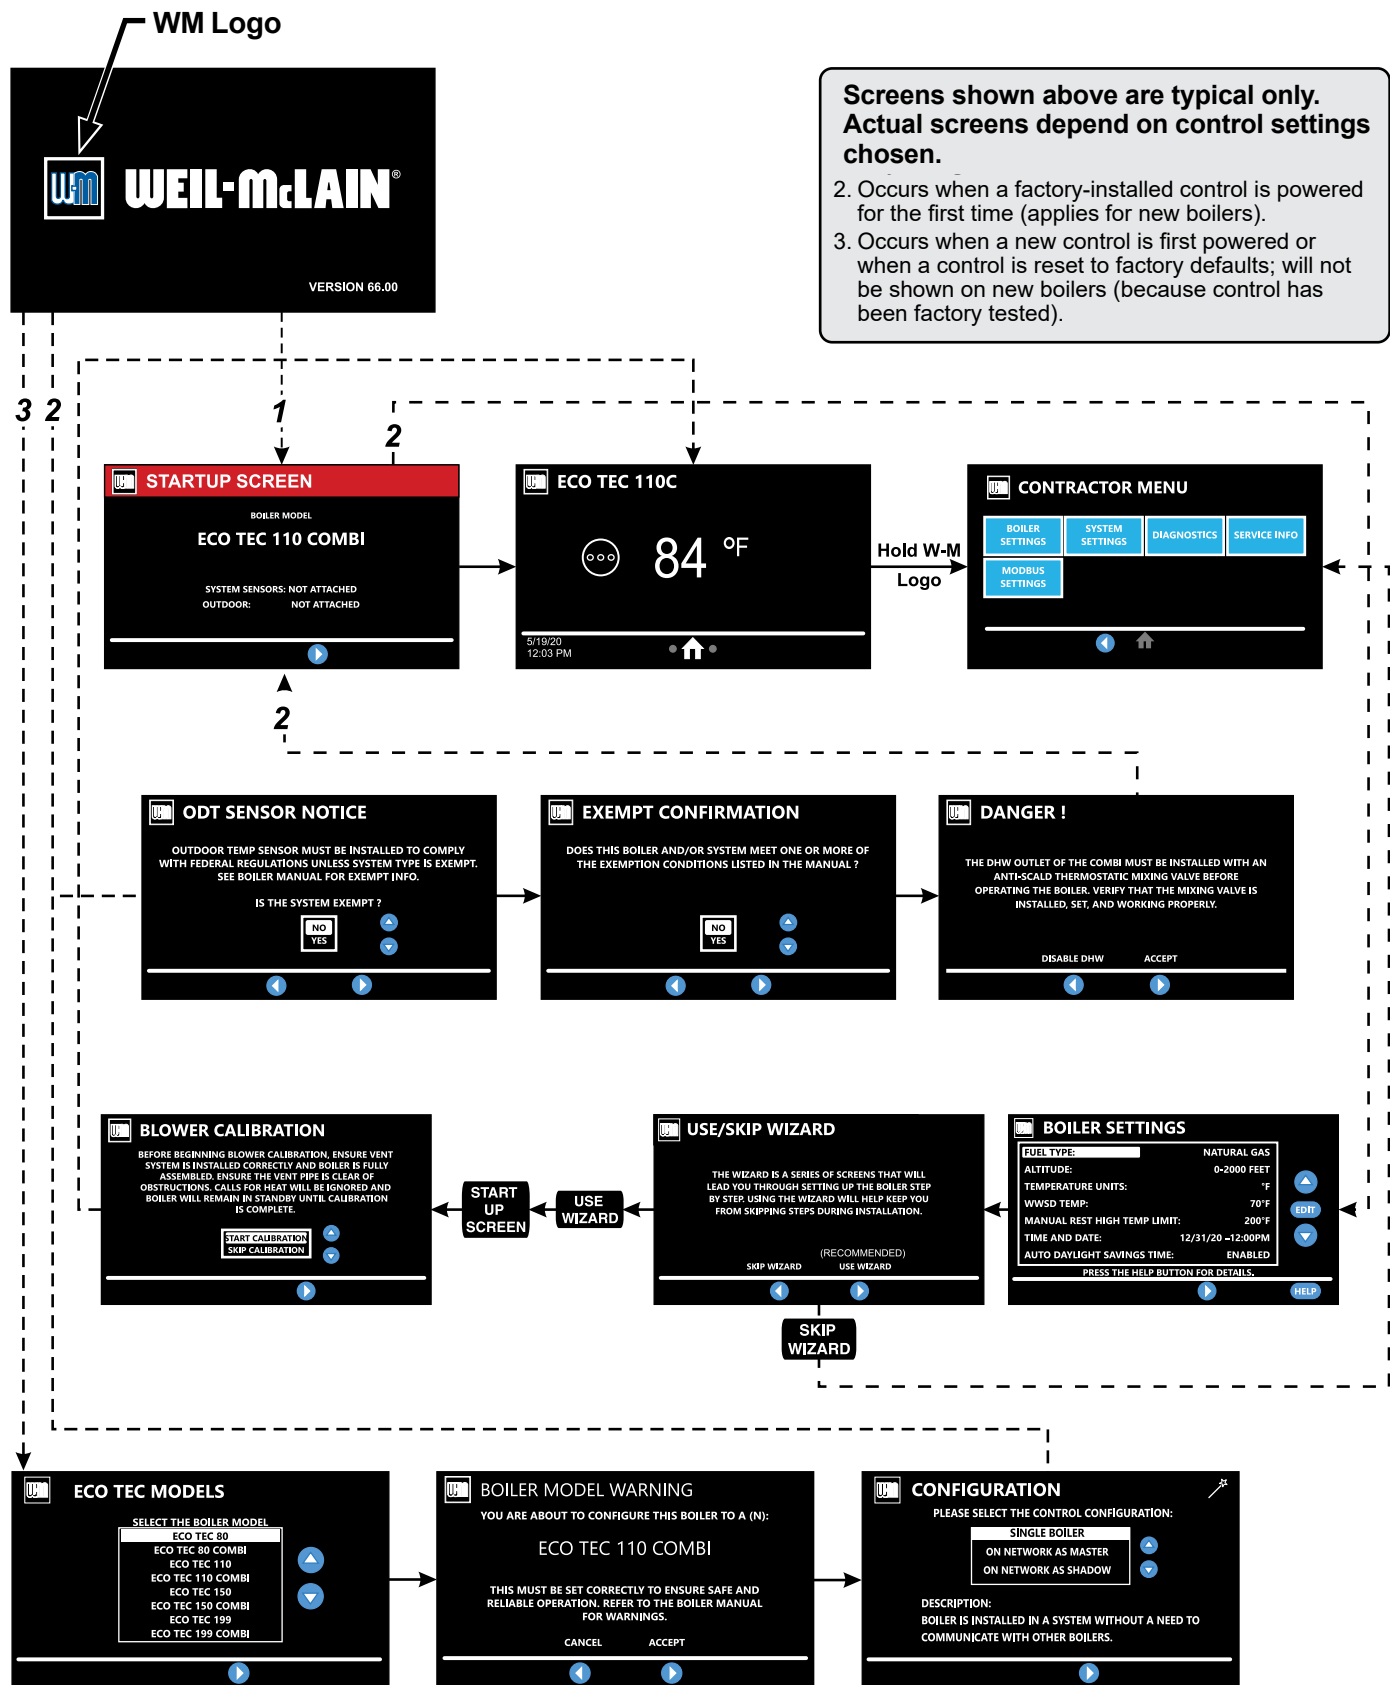 WM Logo
W-M WEIL-McLAIN®
VERSION 66.00
Screens shown above are typical only.
Actual screens depend on control settings
chosen.
2. Occurs when a factory-installed control is powered
for the first time (applies for new boilers).
3. Occurs when a new control is first powered or
when a control is reset to factory defaults; will not
be shown on new boilers (because control has
been factory tested).
3 2 1
2
W-M STARTUP SCREEN
BOILER MODEL
ECO TEC 110 COMBI
SYSTEM SENSORS: NOT ATTACHED
OUTDOOR: NOT ATTACHED
W-M ECO TEC 110C
84 °F
5/19/20
12:03 PM
Hold W-M
Logo
W-M CONTRACTOR MENU
BOILER
SETTINGS
SYSTEM
SETTINGS
DIAGNOSTICS
SERVICE INFO
MODBUS
SETTINGS
2
W-M ODT SENSOR NOTICE
OUTDOOR TEMP SENSOR MUST BE INSTALLED TO COMPLY
WITH FEDERAL REGULATIONS UNLESS SYSTEM TYPE IS EXEMPT.
SEE BOILER MANUAL FOR EXEMPT INFO.
IS THE SYSTEM EXEMPT ?
NO
YES
W-M EXEMPT CONFIRMATION
DOES THIS BOILER AND/OR SYSTEM MEET ONE OR MORE OF
THE EXEMPTION CONDITIONS LISTED IN THE MANUAL ?
NO
YES
W-M DANGER !
THE DHW OUTLET OF THE COMBI MUST BE INSTALLED WITH AN
ANTI-SCALD THERMOSTATIC MIXING VALVE BEFORE
OPERATING THE BOILER. VERIFY THAT THE MIXING VALVE IS
INSTALLED, SET, AND WORKING PROPERLY.
DISABLE DHW ACCEPT
W-M BLOWER CALIBRATION
BEFORE BEGINNING BLOWER CALIBRATION, ENSURE VENT
SYSTEM IS INSTALLED CORRECTLY AND BOILER IS FULLY
ASSEMBLED. ENSURE THE VENT PIPE IS CLEAR OF
OBSTRUCTIONS. CALLS FOR HEAT WILL BE IGNORED AND
BOILER WILL REMAIN IN STANDBY UNTIL CALIBRATION
IS COMPLETE.
START CALIBRATION
SKIP CALIBRATION
START
UP
SCREEN
USE
WIZARD
W-M USE/SKIP WIZARD
THE WIZARD IS A SERIES OF SCREENS THAT WILL
LEAD YOU THROUGH SETTING UP THE BOILER STEP
BY STEP. USING THE WIZARD WILL HELP KEEP YOU
FROM SKIPPING STEPS DURING INSTALLATION.
(RECOMMENDED)
SKIP WIZARD USE WIZARD
SKIP
WIZARD
W-M BOILER SETTINGS
FUEL TYPE: NATURAL GAS
ALTITUDE: 0-2000 FEET
TEMPERATURE UNITS: °F
WWSD TEMP: 70°F
MANUAL REST HIGH TEMP LIMIT: 200°F
TIME AND DATE: 12/31/20 –12:00PM
AUTO DAYLIGHT SAVINGS TIME: ENABLED
PRESS THE HELP BUTTON FOR DETAILS.
EDIT
HELP
W-M ECO TEC MODELS
SELECT THE BOILER MODEL
ECO TEC 80
ECO TEC 80 COMBI
ECO TEC 110
ECO TEC 110 COMBI
ECO TEC 150
ECO TEC 150 COMBI
ECO TEC 199
ECO TEC 199 COMBI
W-M BOILER MODEL WARNING
YOU ARE ABOUT TO CONFIGURE THIS BOILER TO A (N):
ECO TEC 110 COMBI
THIS MUST BE SET CORRECTLY TO ENSURE SAFE AND
RELIABLE OPERATION. REFER TO THE BOILER MANUAL
FOR WARNINGS.
CANCEL ACCEPT
W-M CONFIGURATION
PLEASE SELECT THE CONTROL CONFIGURATION:
SINGLE BOILER
ON NETWORK AS MASTER
ON NETWORK AS SHADOW
DESCRIPTION:
BOILER IS INSTALLED IN A SYSTEM WITHOUT A NEED TO
COMMUNICATE WITH OTHER BOILERS.